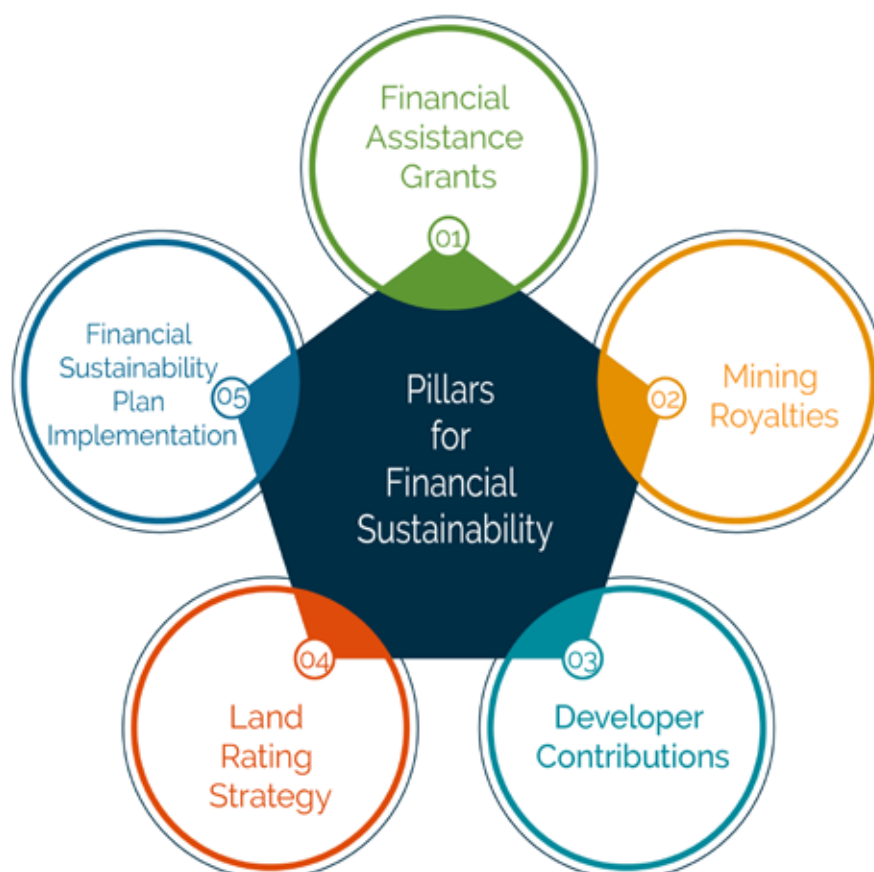 Financial
Assistance
Grants
01
Mining
Royalties
02
Developer
Contributions
03
Land
Rating
Strategy
04
Financial
Sustainability
Plan
Implementation
05
Pillars
for
Financial
Sustainability